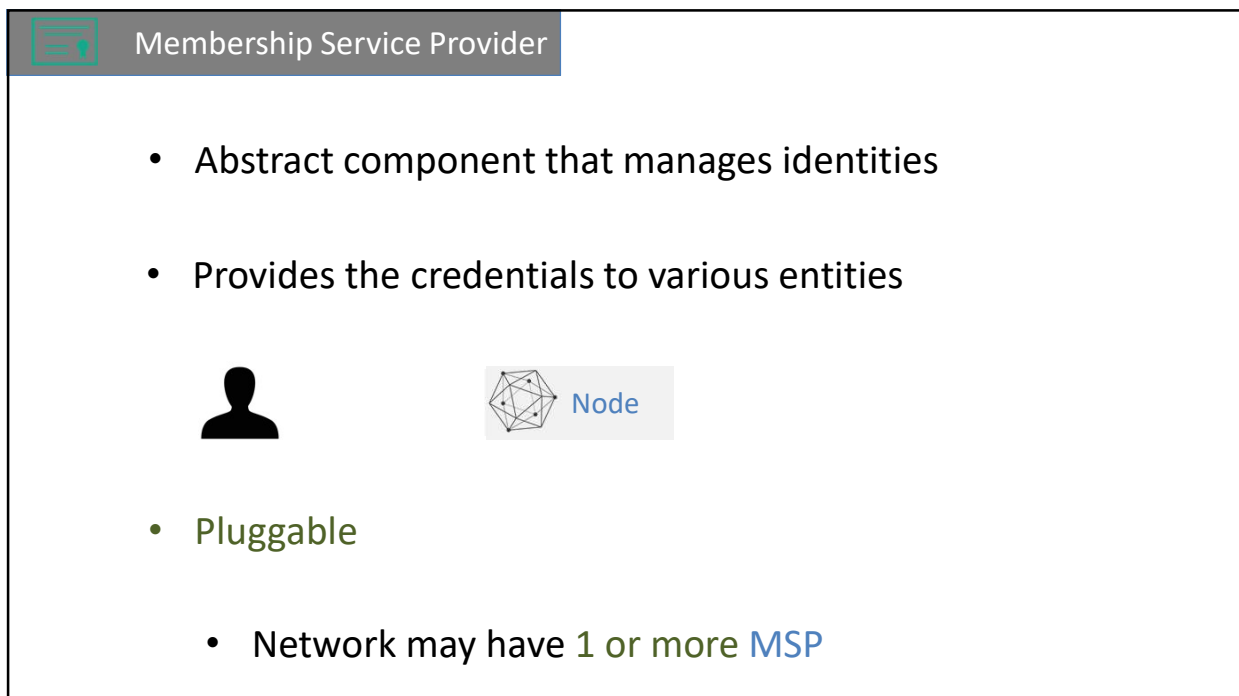 Membership Service Provider
• Abstract component that manages identities
• Provides the credentials to various entities
Node
• Pluggable
• Network may have 1 or more MSP